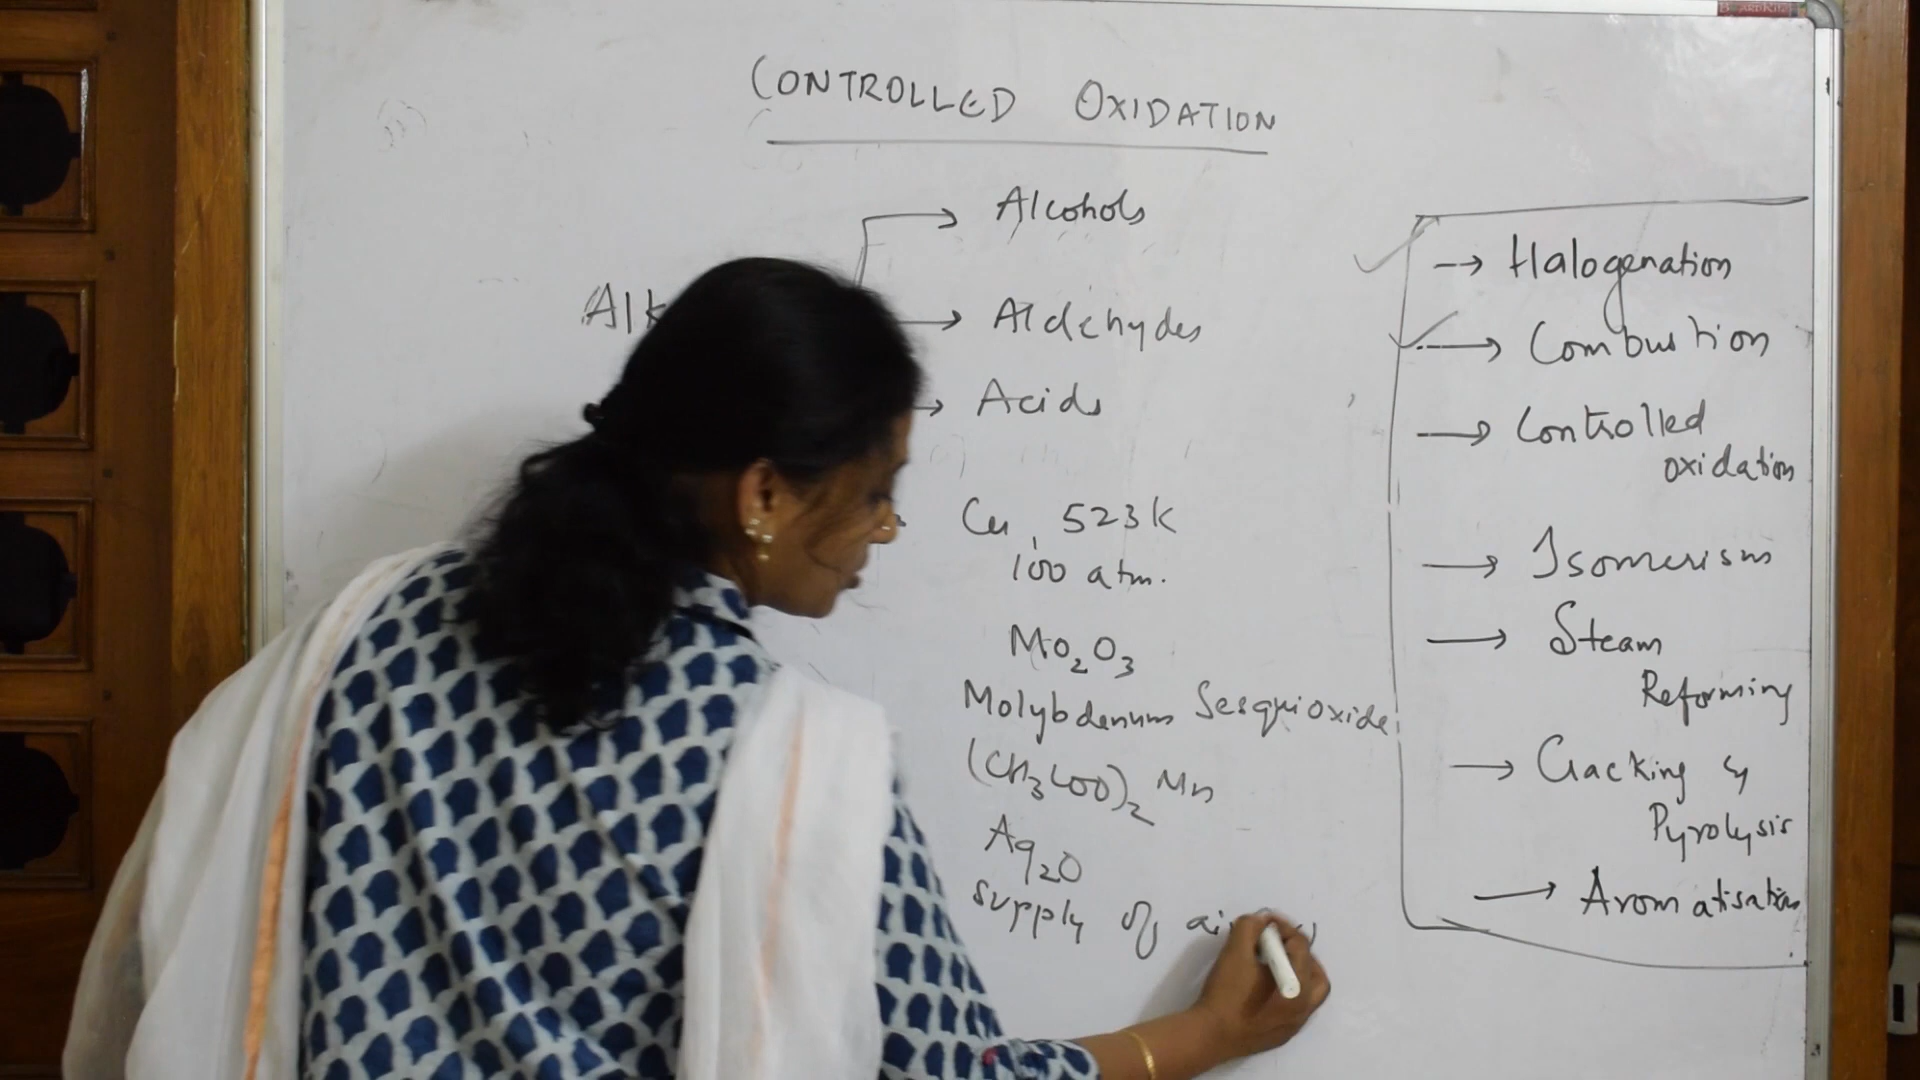 CONTROLLED OXIDATION
Alcohols
Alk
Aldehydes
Acids
Cu, 523K
100 atm.
Mo2O3
Molybdenum Sesquioxide
(CH3COO)2 Mn
Ag2O
supply of
→ Halogenation
→ Combustion
→ Controlled
oxidation
→ Isomerism
→ Steam
Reforming
→ Cracking &
Pyrolysis
→ Aromatisation